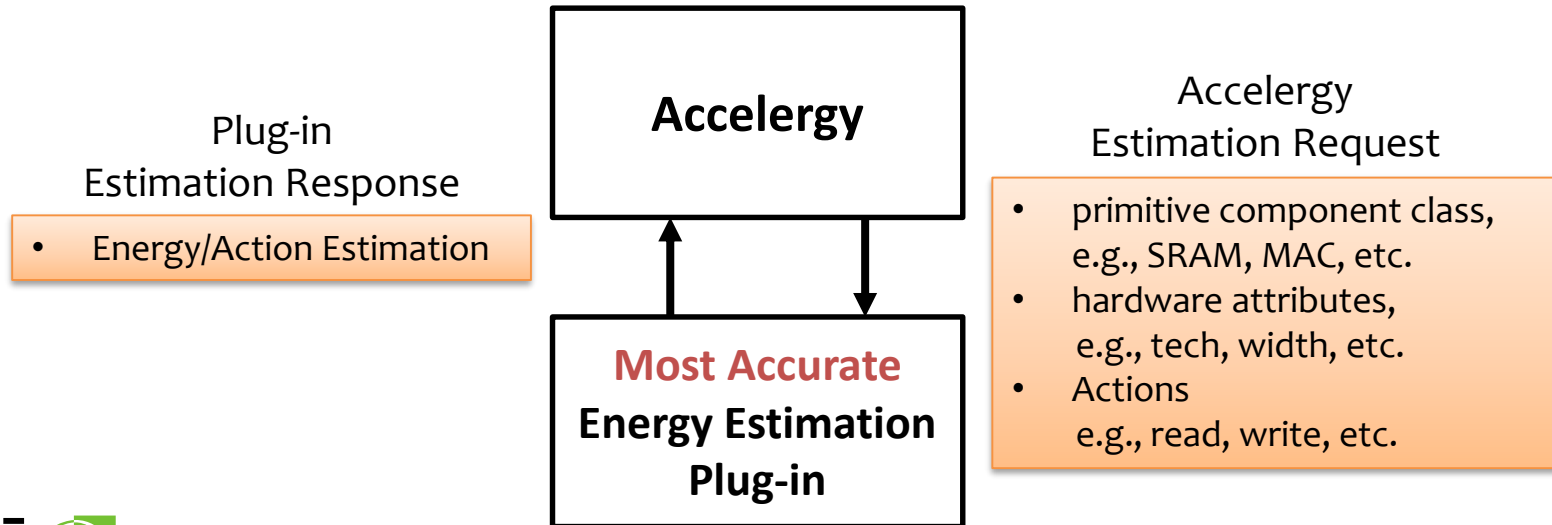 Plug-in
Estimation Response
• Energy/Action Estimation
Accelergy
Most Accurate
Energy Estimation
Plug-in
Accelergy
Estimation Request
• primitive component class,
e.g., SRAM, MAC, etc.
• hardware attributes,
e.g., tech, width, etc.
• Actions
e.g., read, write, etc.